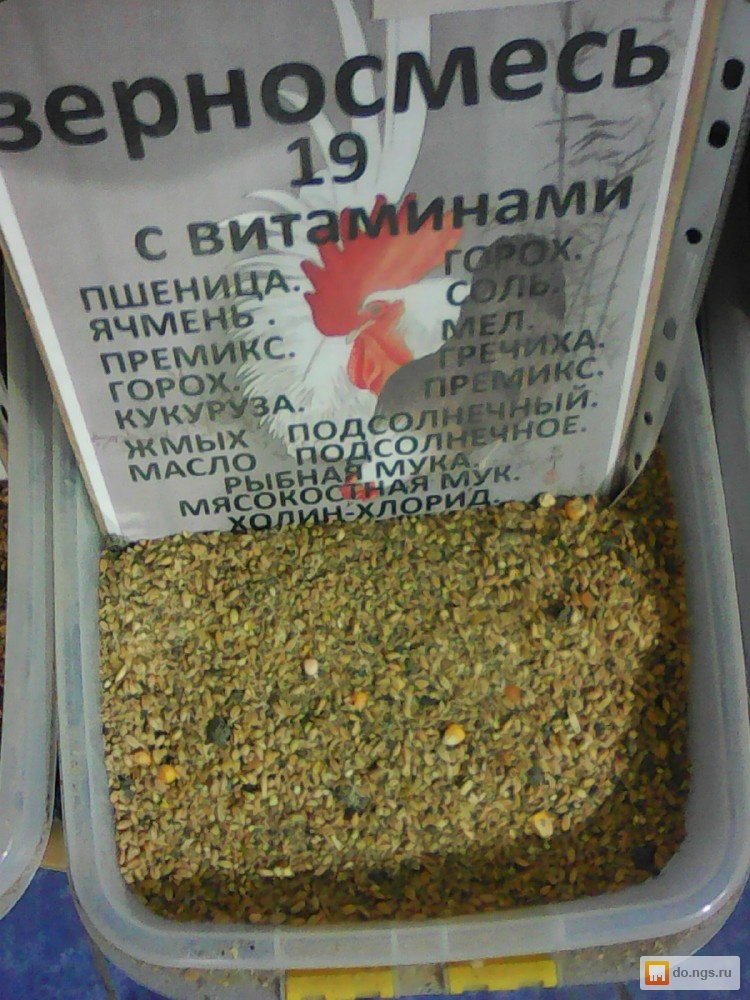 зерносмесь
19
с витаминами
ПШЕНИЦА.
ЯЧМЕНЬ.
ПРЕМИКС.
ГОРОХ.
КУКУРУЗА.
ГОРОХ.
СОЛЬ.
МЕЛ.
ГРЕЧИХА.
ПРЕМИКС.
ЖМЫХ ПОДСОЛНЕЧНЫЙ.
МАСЛО ПОДСОЛНЕЧНОЕ.
РЫБНАЯ МУКА.
МЯСОКОСТНАЯ МУК.
ХОЛИН-ХЛОРИД.
do.ngs.ru